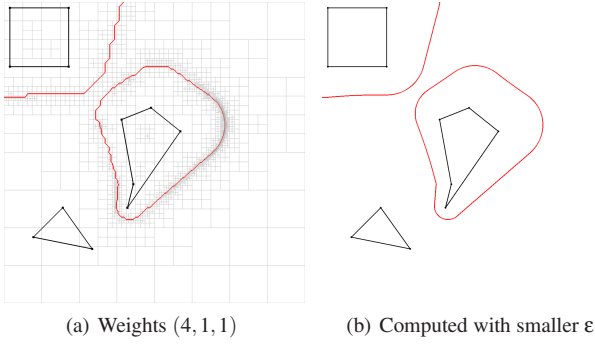 (a) Weights (4,1,1)
(b) Computed with smaller ε